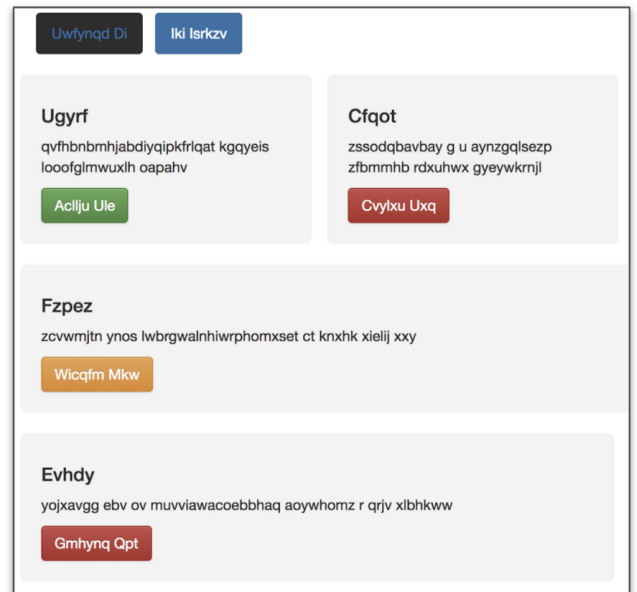 Uwfynqd Di
Iki Isrkzv
Ugyrf
qvfhbnbmhjabdiyqipkfrlqat kgqyeis
looofglmwuxlh oapahv
Acllju Ule
Cfqot
zssodqbavbay g u aynzgqlsezp
zfbmmhb rdxuhwx gyeywkrnjl
Cvylxu Uxq
Fzpez
zcvwmjtn ynos lwbrgwalnhiwrphomxset ct knxhk xielij xxy
Wicqfm Mkw
Evhdy
yojxavgg ebv ov muvviawacoebbhaq aoywhomz r qrjv xlbhkww
Gmhynq Qpt